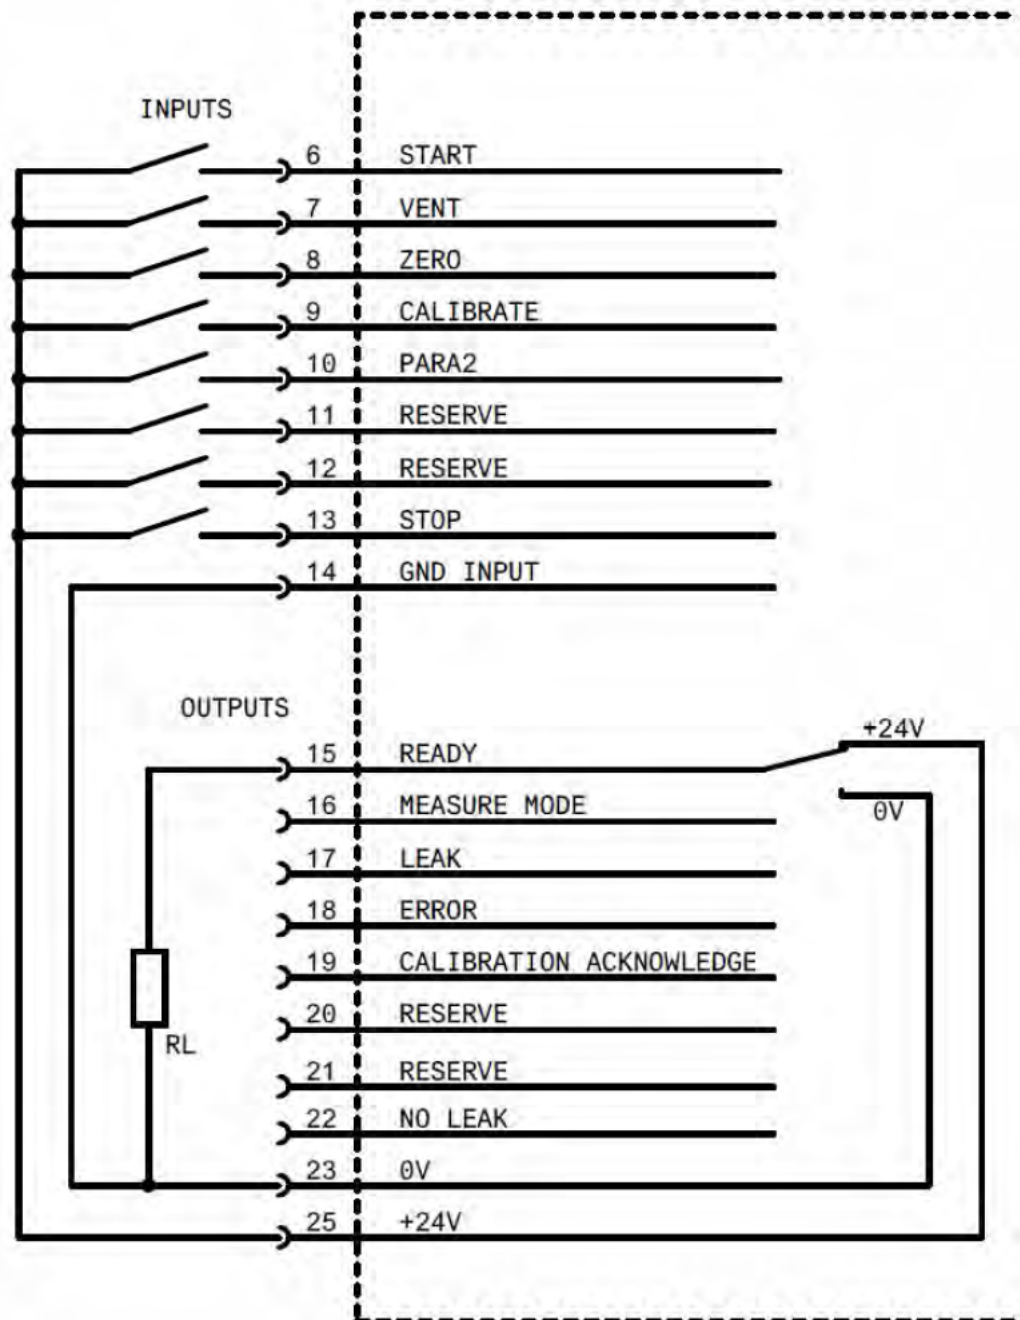 INPUTS
6 START
7 VENT
8 ZERO
9 CALIBRATE
10 PARA2
11 RESERVE
12 RESERVE
13 STOP
14 GND INPUT
OUTPUTS
+24V
15 READY
16 MEASURE MODE
0V
17 LEAK
18 ERROR
19 CALIBRATION ACKNOWLEDGE
20 RESERVE
RL
21 RESERVE
22 NO LEAK
23 0V
25 +24V